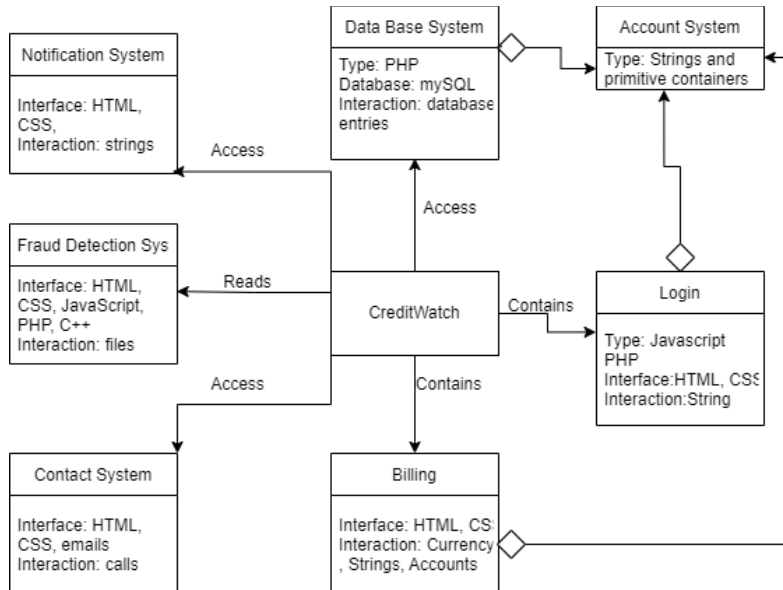 Data Base System
Type: PHP
Database: mySQL
Interaction: database
entries
Account System
Type: Strings and
primitive containers
Notification System
Interface: HTML,
CSS,
Interaction: strings
Access
Access
Fraud Detection Sys
Interface: HTML,
CSS, JavaScript,
PHP, C++
Interaction: files
Reads
CreditWatch
Contains
Login
Type: Javascript
PHP
Interface:HTML, CSS
Interaction:String
Access
Contains
Contact System
Interface: HTML,
CSS, emails
Interaction: calls
Billing
Interface: HTML, CS
Interaction: Currency
, Strings, Accounts